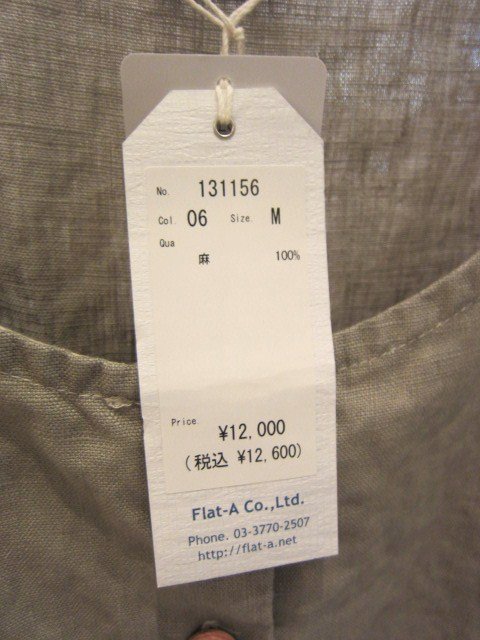 No. 131156
Col. 06 Size. M
Qua
麻 100%
Price
¥12,000
(税込 ¥12,600)
Flat-A Co.,Ltd.
Phone. 03-3770-2507
http://flat-a.net